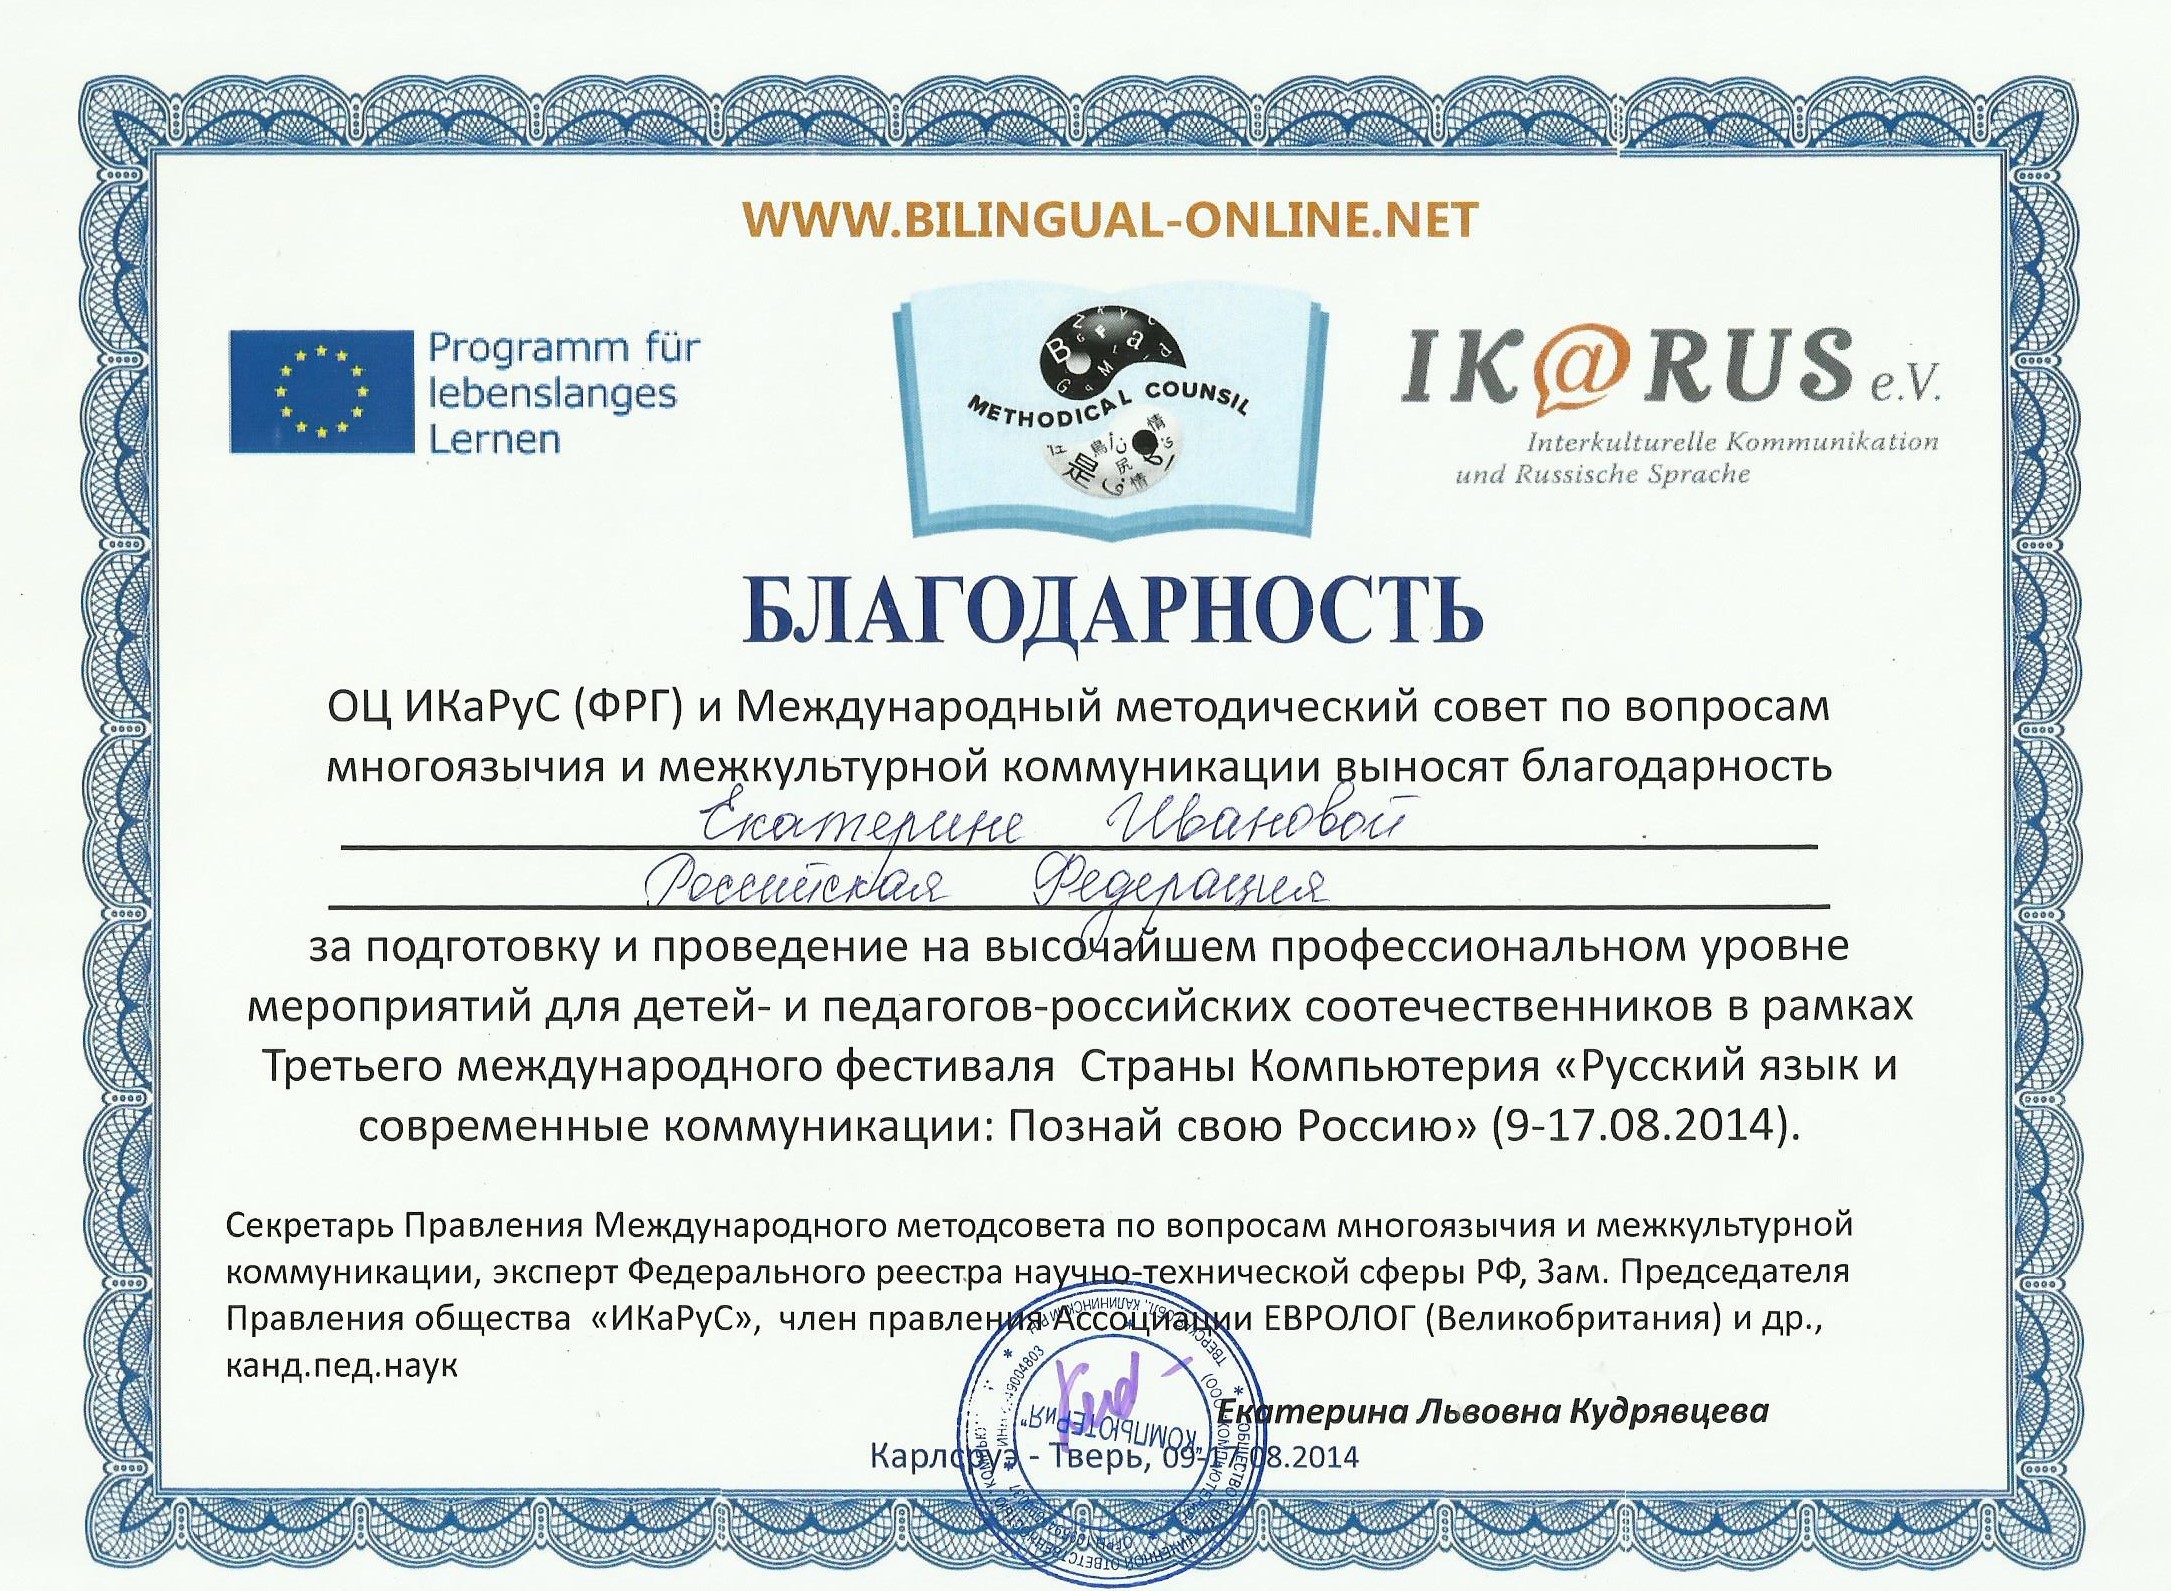 WWW.BILINGUAL-ONLINE.NET
Programm für
lebenslanges
Lernen
METHODICAL COUNSIL
IK@RUS e.V.
Interkulturelle Kommunikation
und Russische Sprache
БЛАГОДАРНОСТЬ
ОЦ ИКаРуС (ФРГ) и Международный методический совет по вопросам
многоязычия и межкультурной коммуникации выносят благодарность
Екатерине Ивановой
Российская Федерация
за подготовку и проведение на высочайшем профессиональном уровне
мероприятий для детей- и педагогов-российских соотечественников в рамках
Третьего международного фестиваля Страны Компьютерия «Русский язык и
современные коммуникации: Познай свою Россию» (9-17.08.2014).
Секретарь Правления Международного методсовета по вопросам многоязычия и межкультурной
коммуникации, эксперт Федерального реестра научно-технической сферы РФ, Зам. Председателя
Правления общества «ИКаРуС», член правления Ассоциации ЕВРОЛОГ (Великобритания) и др.,
канд.пед.наук
Екатерина Львовна Кудрявцева
Карлсруэ - Тверь, 09-17.08.2014
"КОМПЬЮТЕРиЯ"